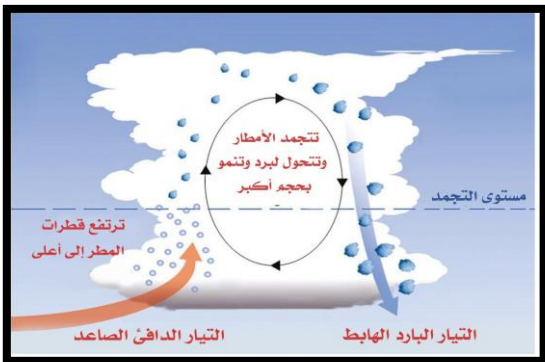 تتجمد الأمطار
وتتحول لبرد وتنمو
بحجم أكبر
مستوى التجمد
ترتفع قطرات
المطر إلى أعلى
التيار البارد الهابط
التيار الدافئ الصاعد